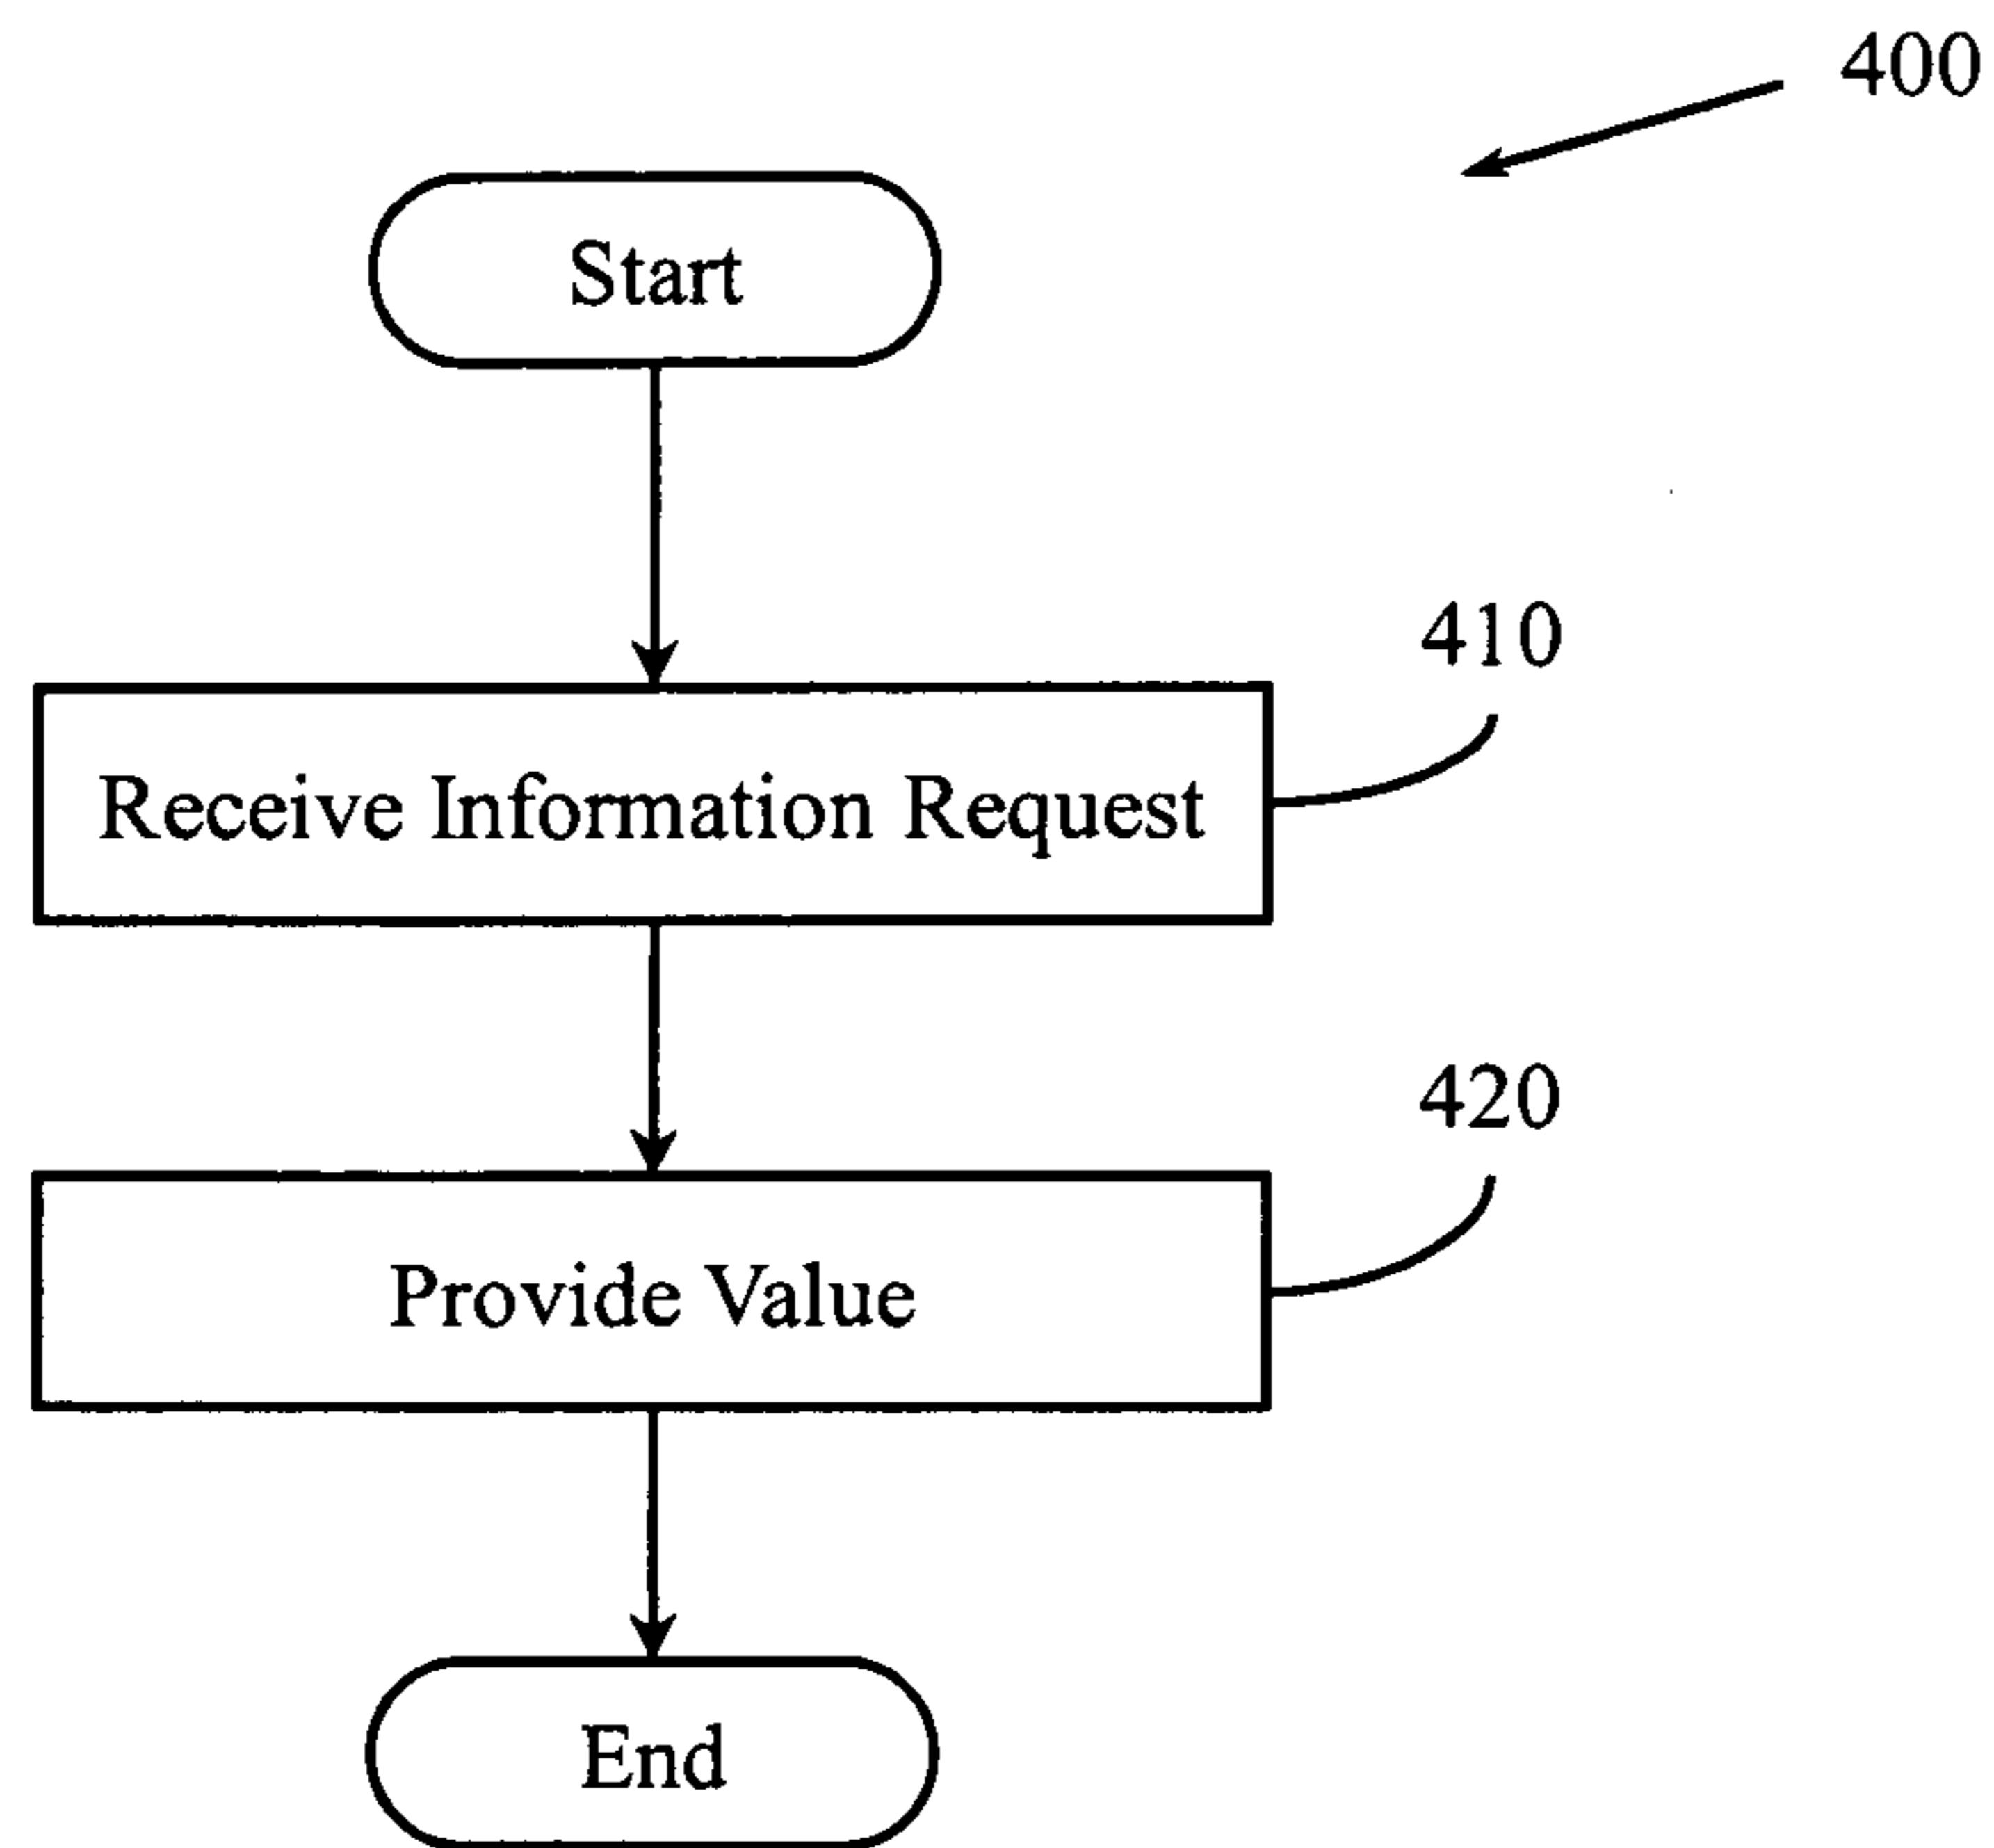 400
Start
410
Receive Information Request
420
Provide Value
End